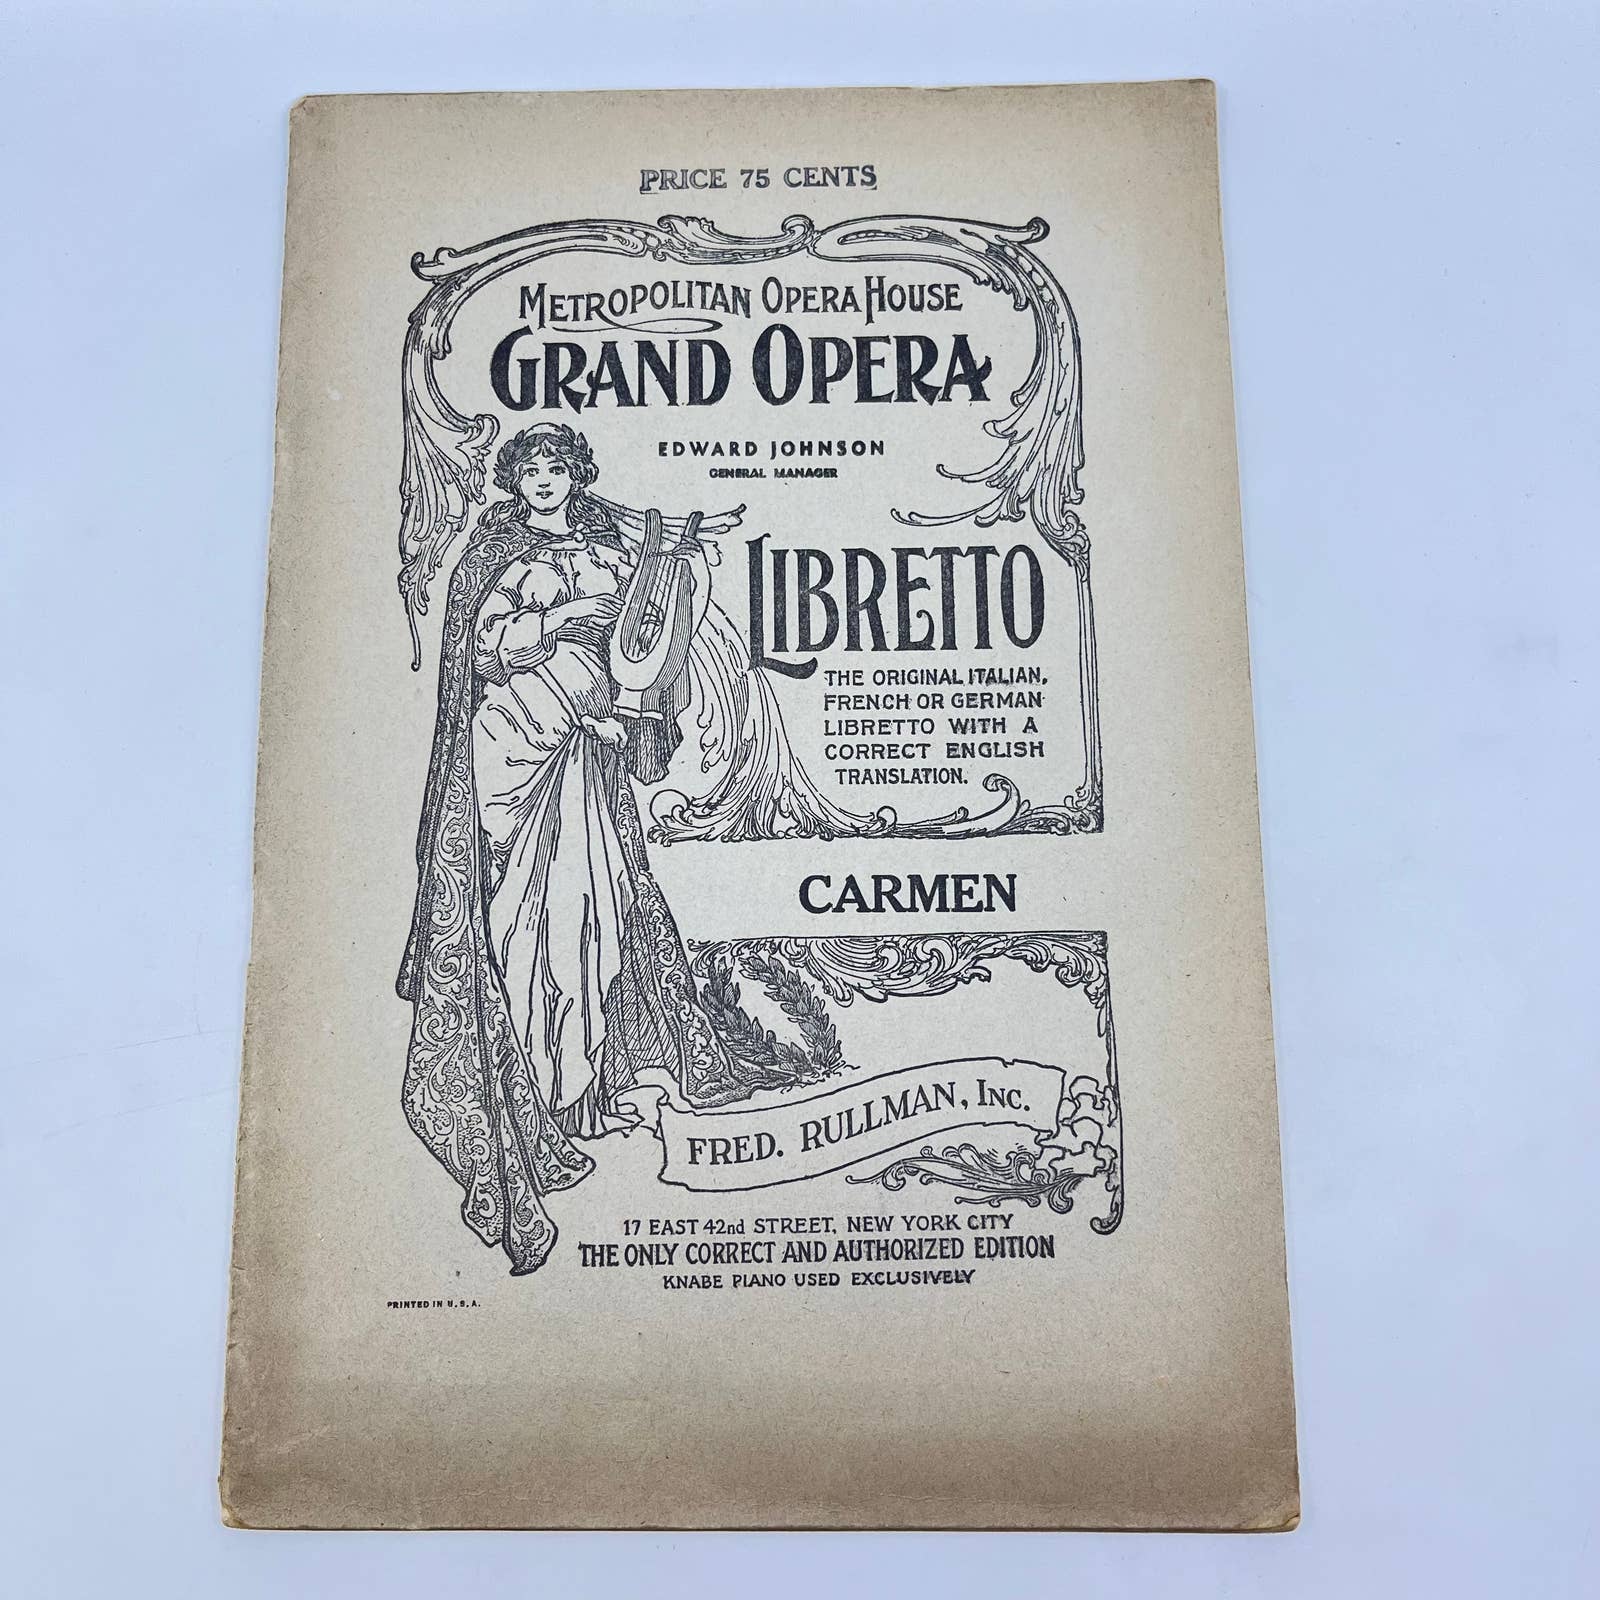 PRICE 75 CENTS
METROPOLITAN OPERA HOUSE
GRAND OPERA
EDWARD JOHNSON
GENERAL MANAGER
LIBRETTO
THE ORIGINAL ITALIAN,
FRENCH OR GERMAN
LIBRETTO WITH A
CORRECT ENGLISH
TRANSLATION.
CARMEN
FRED. RULLMAN, INC.
17 EAST 42nd STREET, NEW YORK CITY
THE ONLY CORRECT AND AUTHORIZED EDITION
KNABE PIANO USED EXCLUSIVELY
PRINTED IN U.S.A.